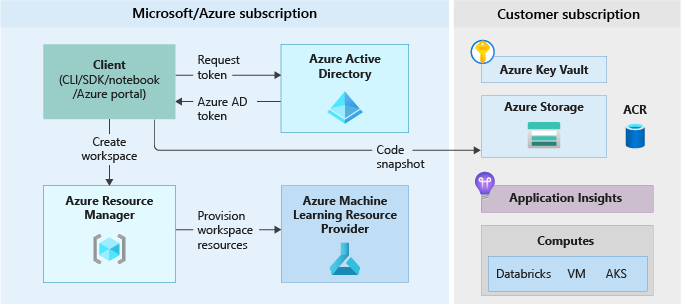 Microsoft/Azure subscription
Customer subscription
Client
(CLI/SDK/notebook
/Azure portal)
Request
token
Azure AD
token
Azure Active
Directory
Azure Key Vault
Azure Storage
ACR
Create
workspace
Code
snapshot
Azure Resource
Manager
Provision
workspace
resources
Azure Machine
Learning Resource
Provider
Application Insights
Computes
Databricks VM AKS